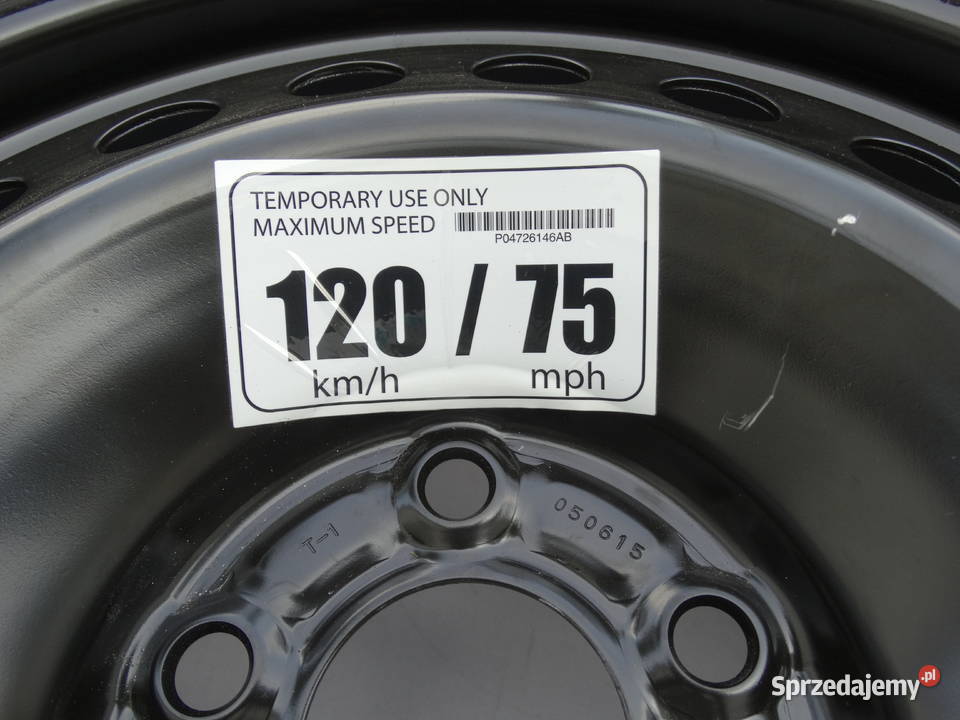 TEMPORARY USE ONLY
MAXIMUM SPEED
P04726146AB
120 / 75
km/h mph
T-1
050615
Sprzedajemy.pl